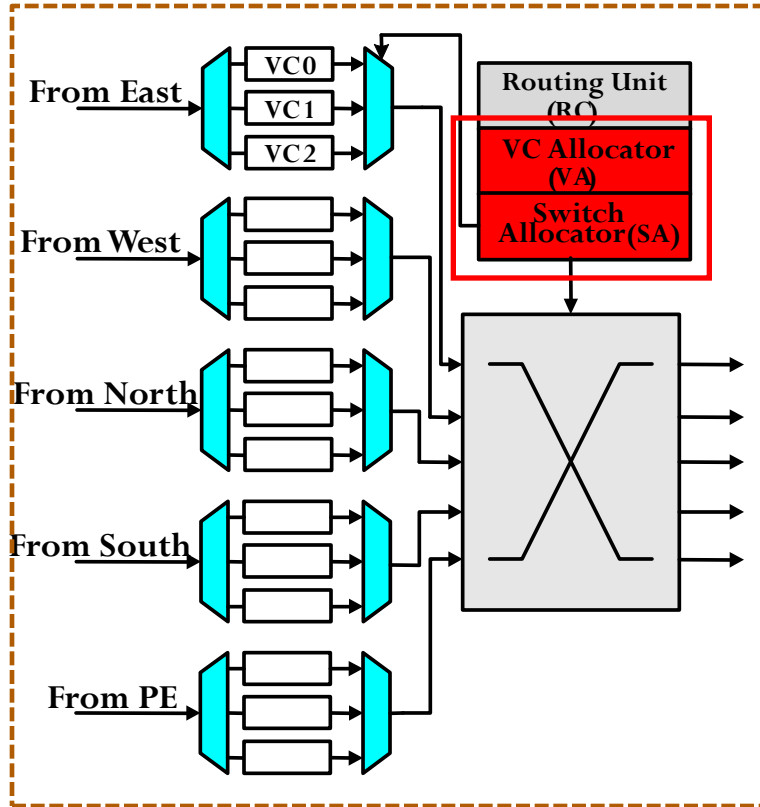 From East
VC0
VC1
VC2
Routing Unit
(RC)
VC Allocator
(VA)
Switch
Allocator(SA)
From West
From North
From South
From PE